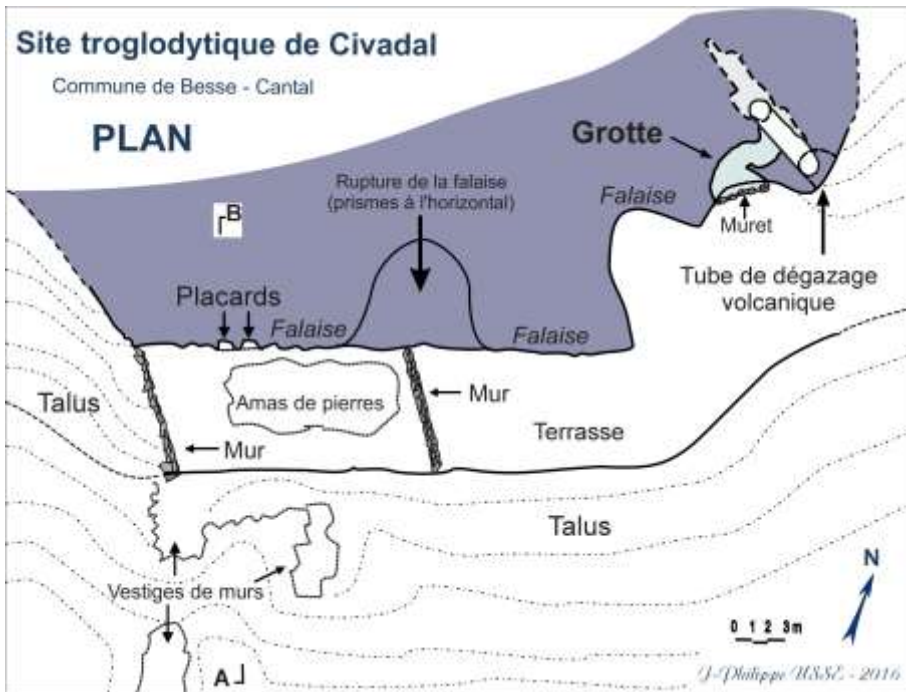 Site troglodytique de Civadal
Commune de Besse - Cantal
PLAN
Grotte
Rupture de la falaise
(prismes à l'horizontal)
B
Falaise
Muret
Tube de dégazage
volcanique
Placards
Falaise
Falaise
Talus
Amas de pierres
Mur
Mur
Terrasse
Talus
Vestiges de murs
N
0 1 2 3m
A
J-Philippe USSE - 2016